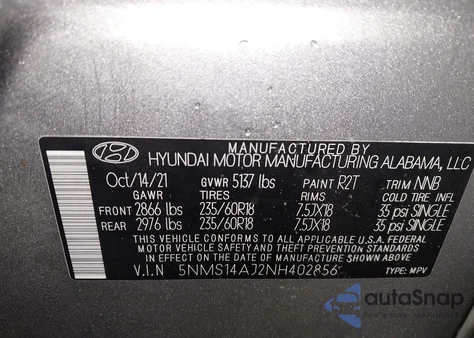 MANUFACTURED BY
HYUNDAI MOTOR MANUFACTURING ALABAMA, LLC
Oct/14/21 GVWR 5137 lbs PAINT R2T TRIM NNB
GAWR TIRES RIMS COLD TIRE INFL
FRONT 2866 lbs 235/60R18 7.5JX18 35 psi SINGLE
REAR 2976 lbs 235/60R18 7.5JX18 35 psi SINGLE
THIS VEHICLE CONFORMS TO ALL APPLICABLE U.S.A. FEDERAL
MOTOR VEHICLE SAFETY AND THEFT PREVENTION STANDARDS
IN EFFECT ON THE DATE OF MANUFACTURE SHOWN ABOVE.
V.I.N 5NMS14AJ2NH402856 TYPE: MPV
autoSnap